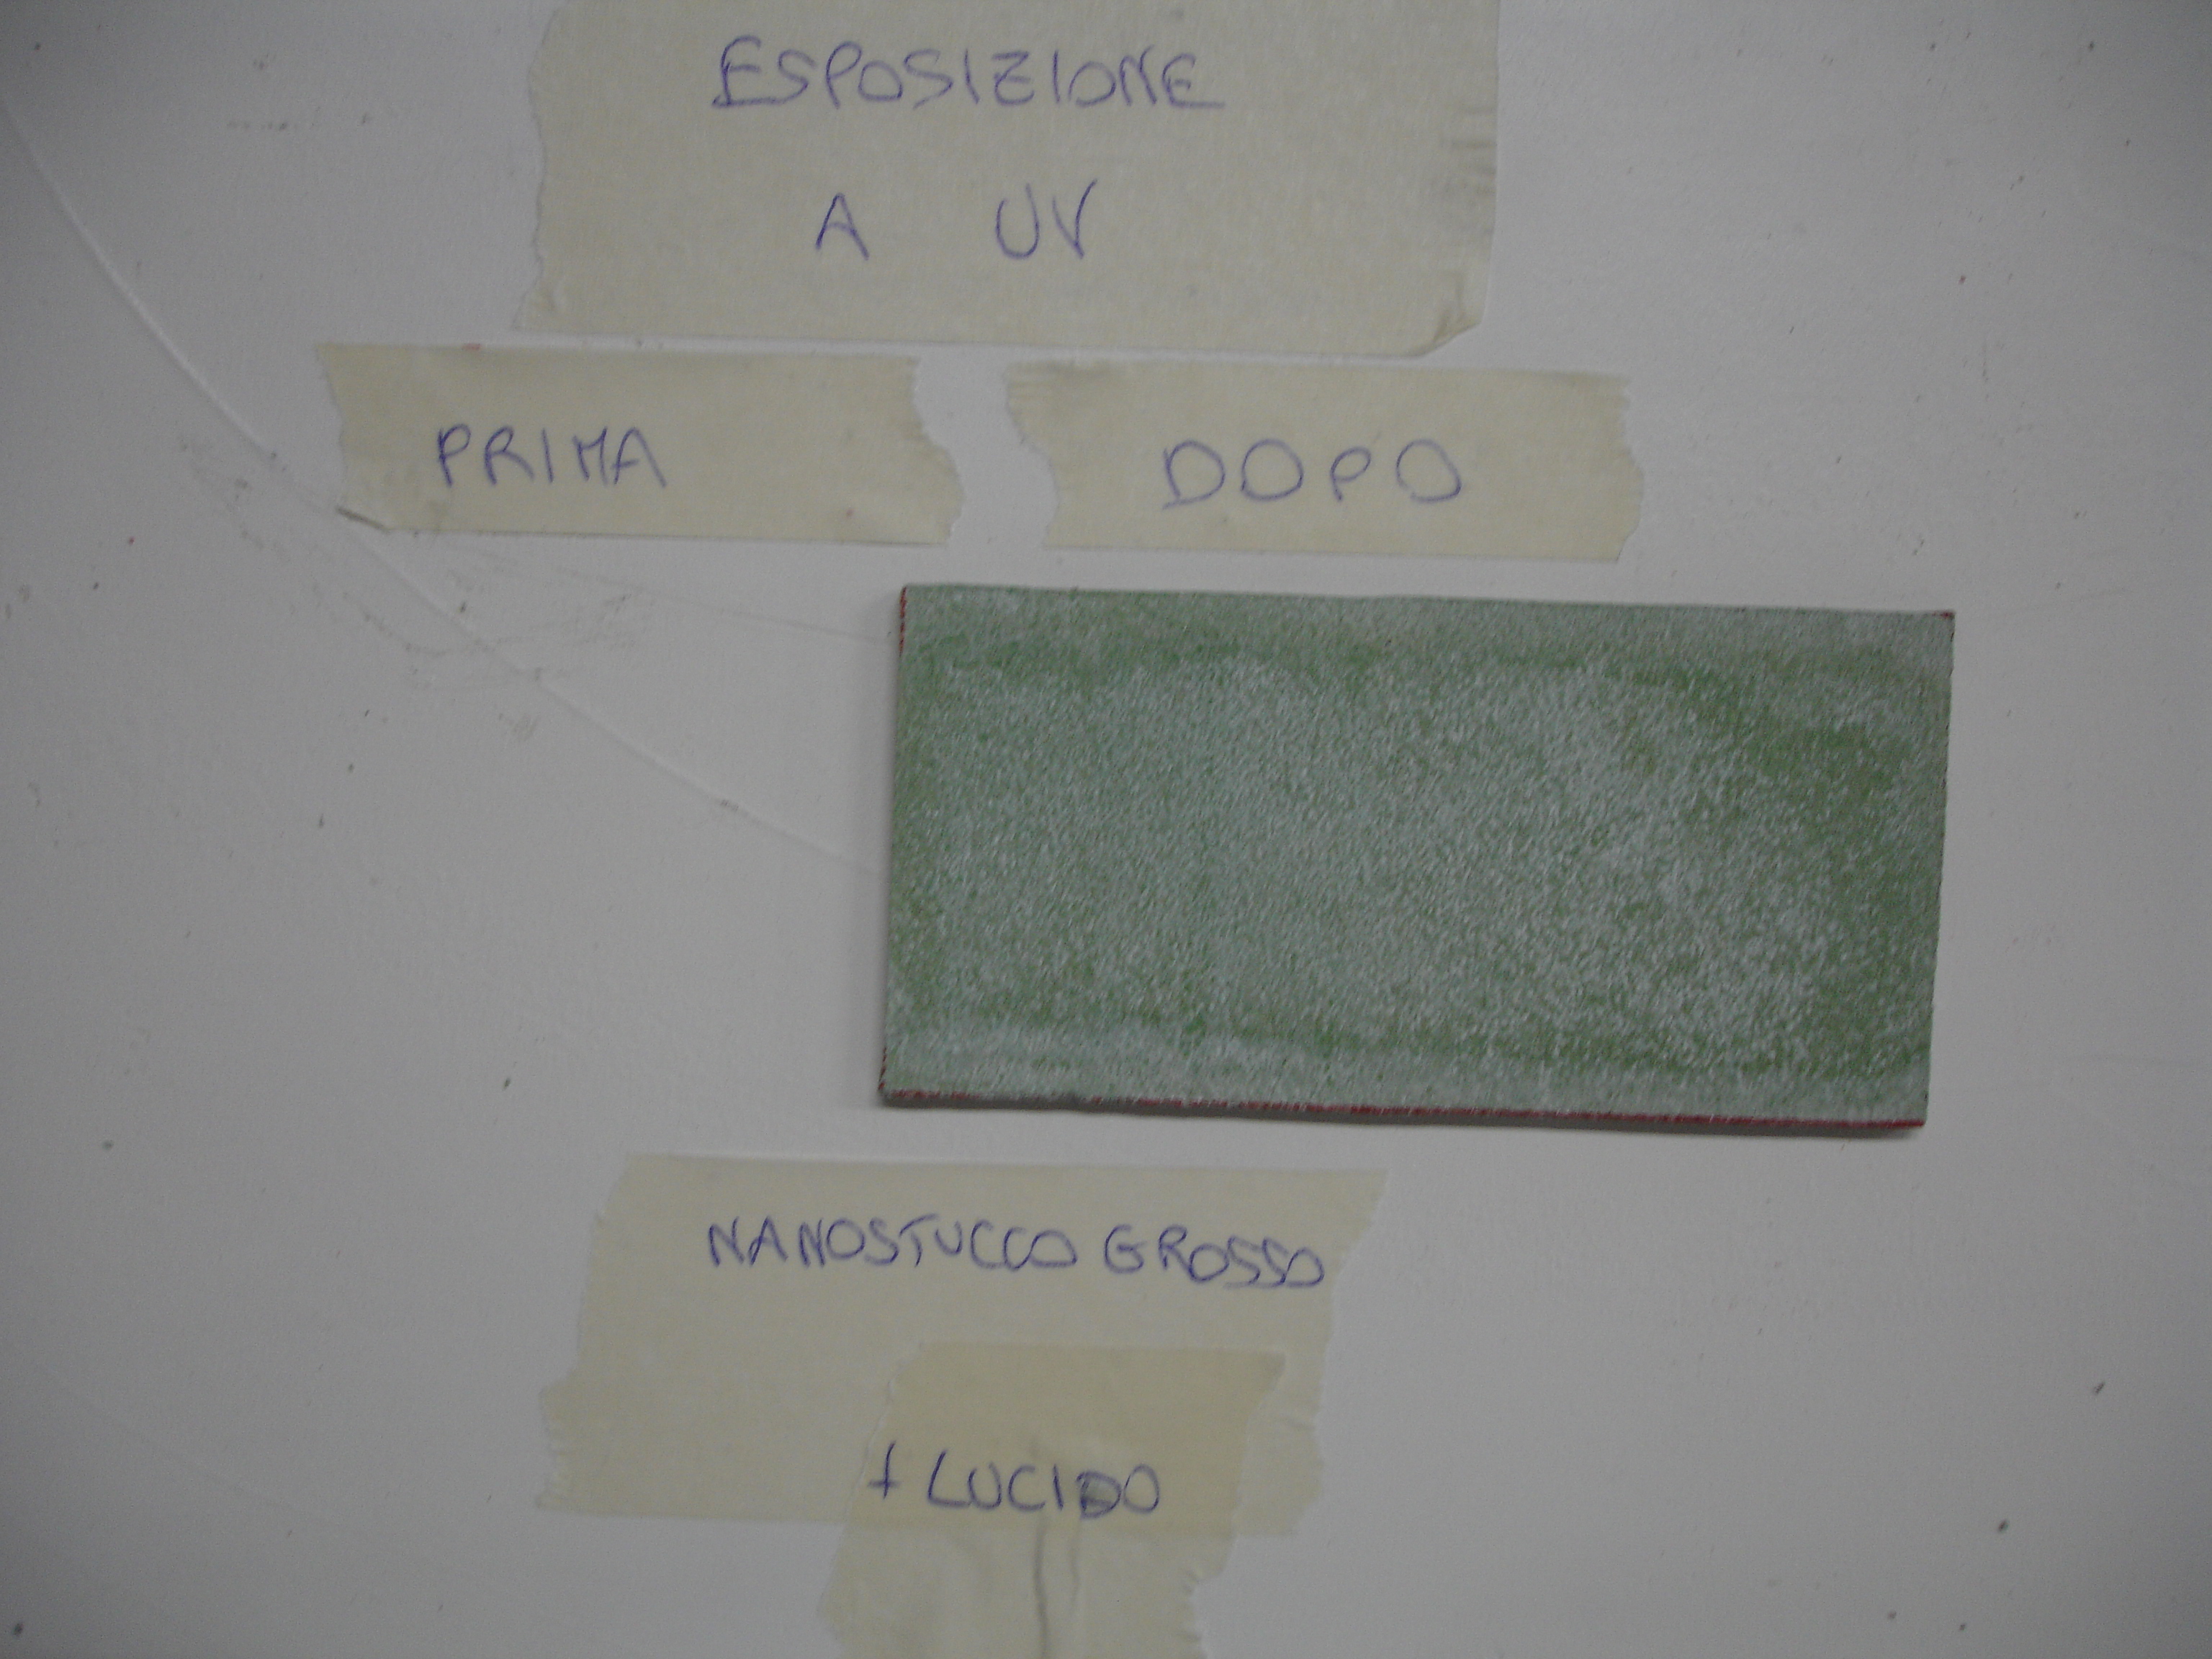 ESPOSIZIONE
A UV
PRIMA
DOPO
NANOSTUCCO GROSSO
+ LUCIDO